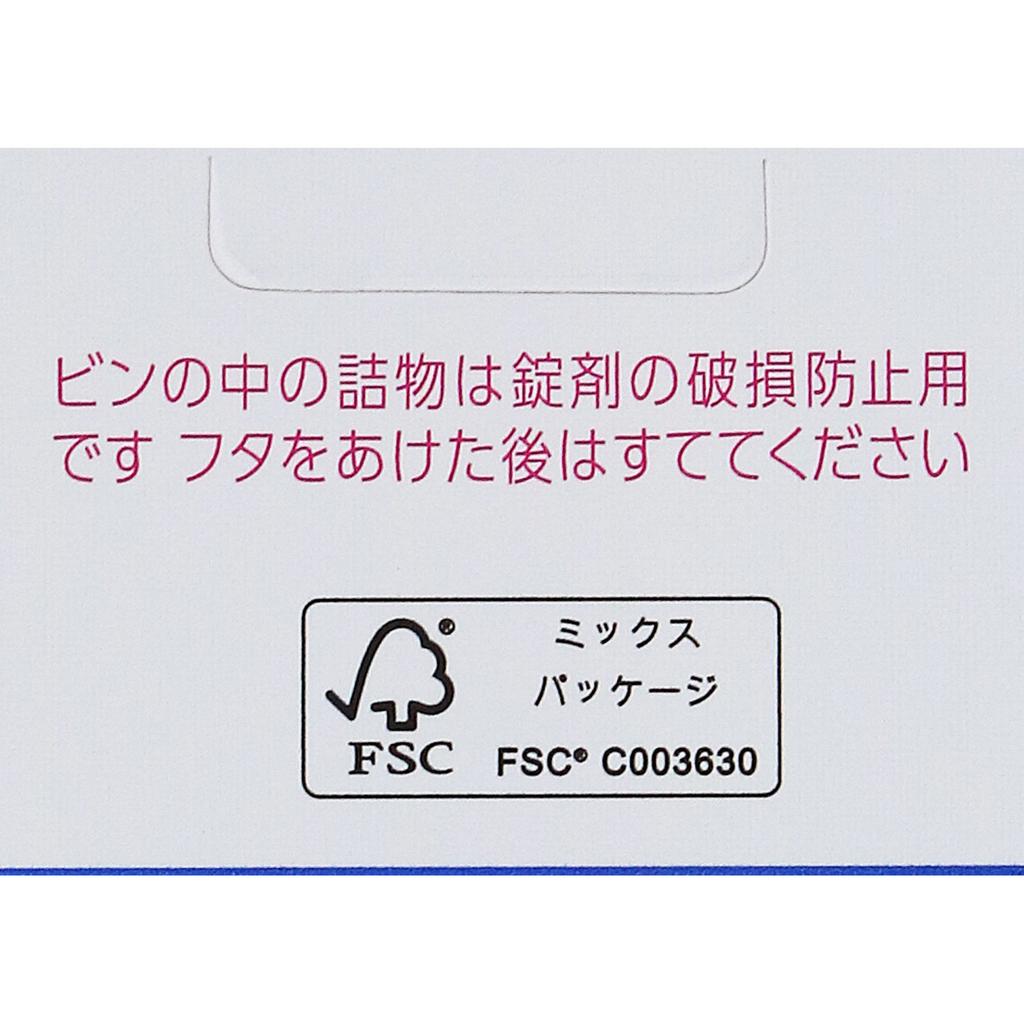 ビンの中の詰物は錠剤の破損防止用
です フタをあけた後はすててください
ミックス
パッケージ
FSC® C003630
®
FSC